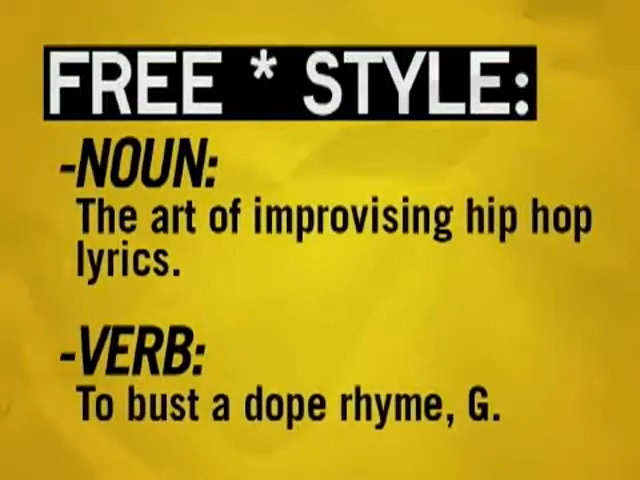 FREE * STYLE:
-NOUN:
The art of improvising hip hop
lyrics.
-VERB:
To bust a dope rhyme, G.